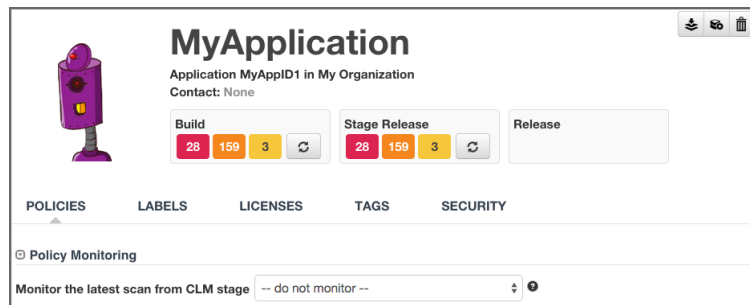 MyApplication
Application MyAppID1 in My Organization
Contact: None
Build
28 159 3
Stage Release
28 159 3
Release
POLICIES LABELS LICENSES TAGS SECURITY
Policy Monitoring
Monitor the latest scan from CLM stage -- do not monitor -- ?